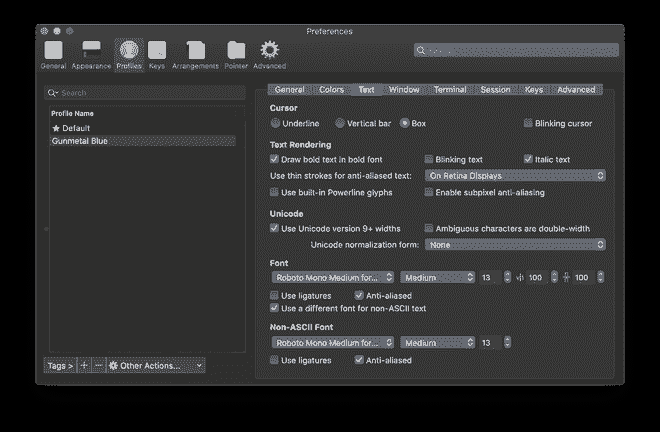 Preferences
General Appearance Profiles Keys Arrangements Pointer Advanced
Search
Profile Name
★ Default
Gunmetal Blue
Tags > + − Other Actions...
General Colors Text Window Terminal Session Keys Advanced
Cursor
Underline Vertical bar Box Blinking cursor
Text Rendering
Draw bold text in bold font Blinking text Italic text
Use thin strokes for anti-aliased text: On Retina Displays
Use built-in Powerline glyphs Enable subpixel anti-aliasing
Unicode
Use Unicode version 9+ widths Ambiguous characters are double-width
Unicode normalization form: None
Font
Roboto Mono Medium for... Medium 13 100 100
Use ligatures Anti-aliased
Use a different font for non-ASCII text
Non-ASCII Font
Roboto Mono Medium for... Medium 13
Use ligatures Anti-aliased